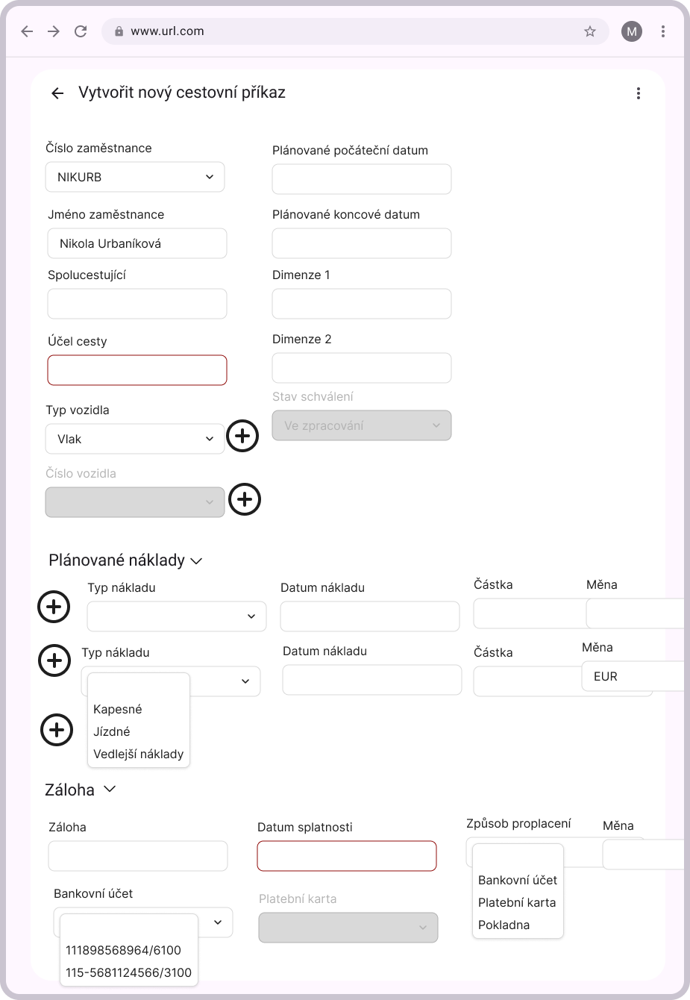 www.url.com
M
Vytvořit nový cestovní příkaz
Číslo zaměstnance
NIKURB
Jméno zaměstnance
Nikola Urbaníková
Spolucestující
Účel cesty
Typ vozidla
Vlak
Číslo vozidla
Plánované počáteční datum
Plánované koncové datum
Dimenze 1
Dimenze 2
Stav schválení
Ve zpracování
Plánované náklady
Typ nákladu
Datum nákladu
Částka
Měna
Typ nákladu
Datum nákladu
Částka
Měna
EUR
Kapesné
Jízdné
Vedlejší náklady
Záloha
Záloha
Datum splatnosti
Způsob proplacení
Měna
Bankovní účet
Platební karta
Pokladna
Bankovní účet
111898568964/6100
115-5681124566/3100
Platební karta